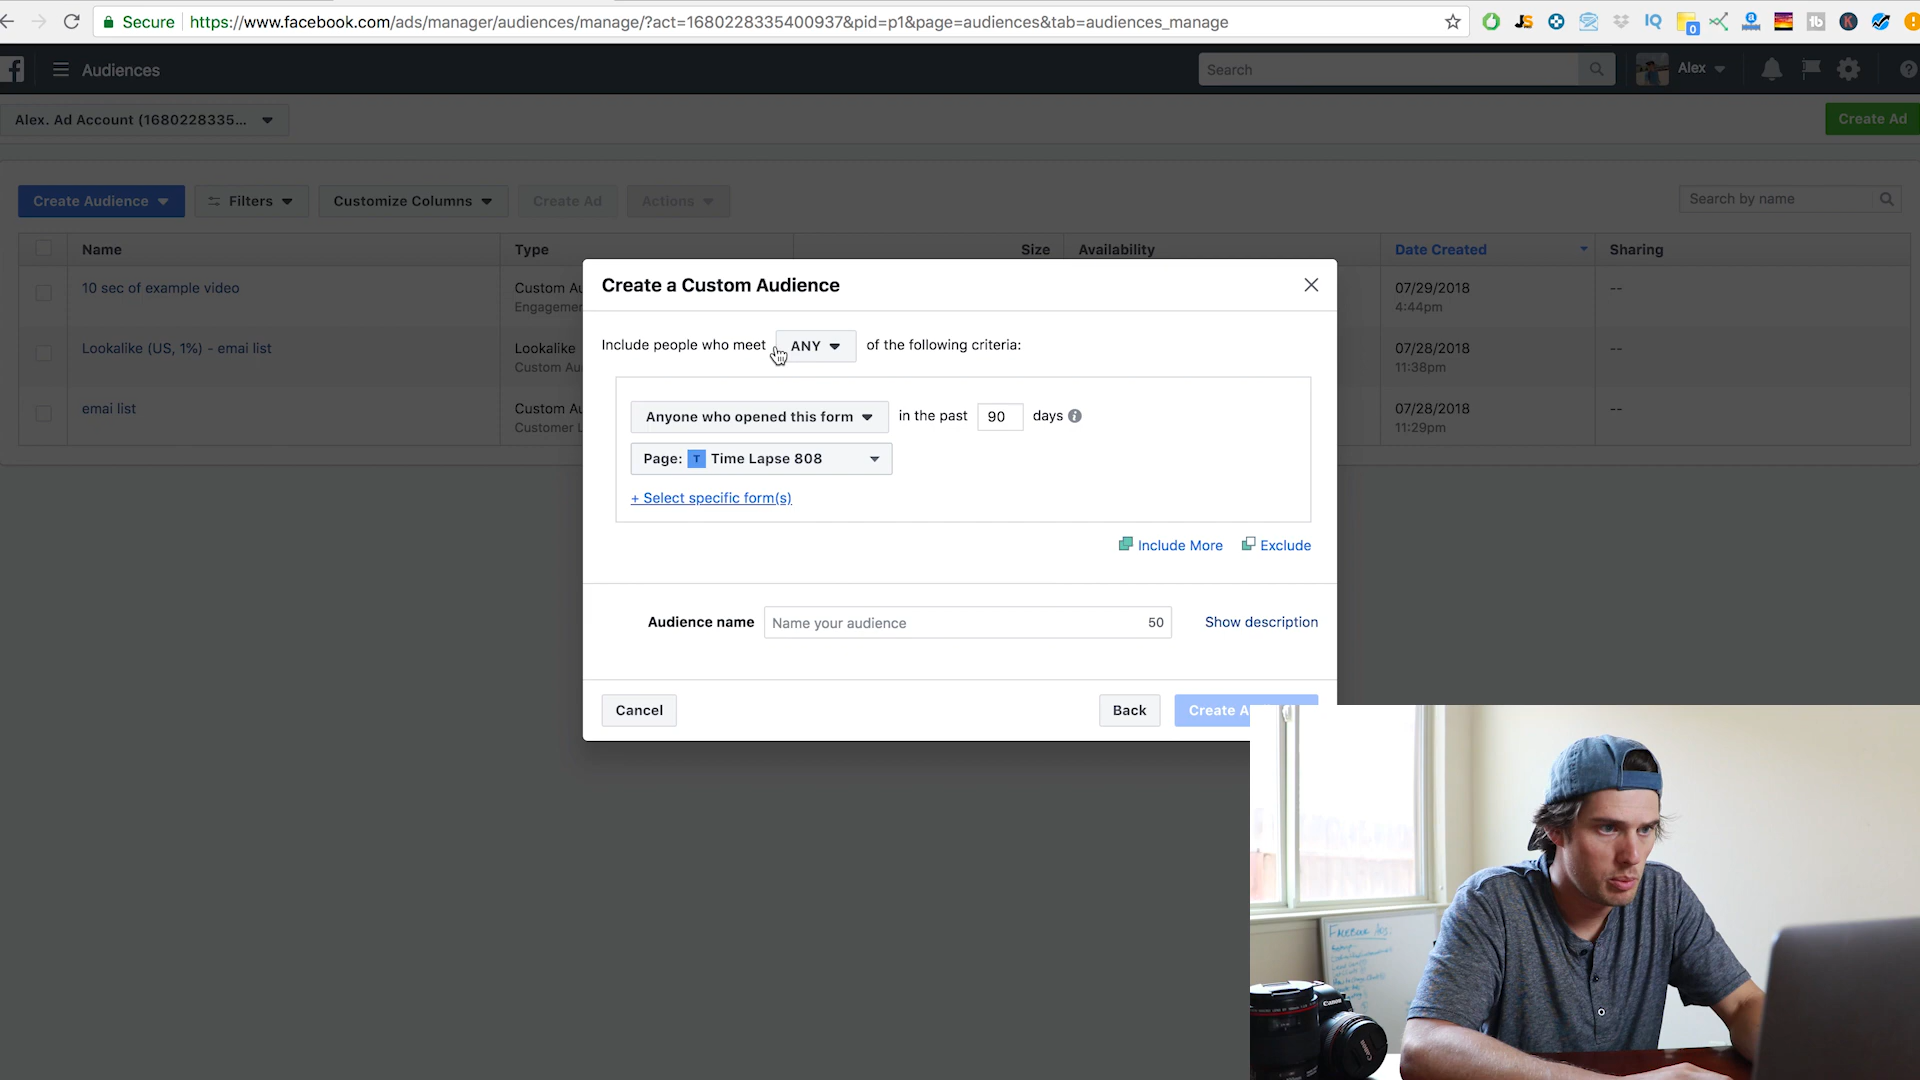 Secure https://www.facebook.com/ads/manager/audiences/manage/?act=1680228335400937&pid=p1&page=audiences&tab=audiences_manage
Audiences Search Alex
Alex. Ad Account (1680228335... Create Ad
Create Audience Filters Customize Columns Create Ad Actions Search by name
Name Type Size Availability Date Created Sharing
10 sec of example video Custom Au 07/29/2018 --
Engagemen 4:44pm
Lookalike (US, 1%) - emai list Lookalike 07/28/2018 --
Custom Au 11:38pm
emai list Custom Au 07/28/2018 --
Customer L 11:29pm
Create a Custom Audience
Include people who meet ANY of the following criteria:
Anyone who opened this form in the past 90 days
Page: T Time Lapse 808
+ Select specific form(s)
Include More Exclude
Audience name Name your audience 50 Show description
Cancel Back Create A
FACEBOOK ADS
Canon